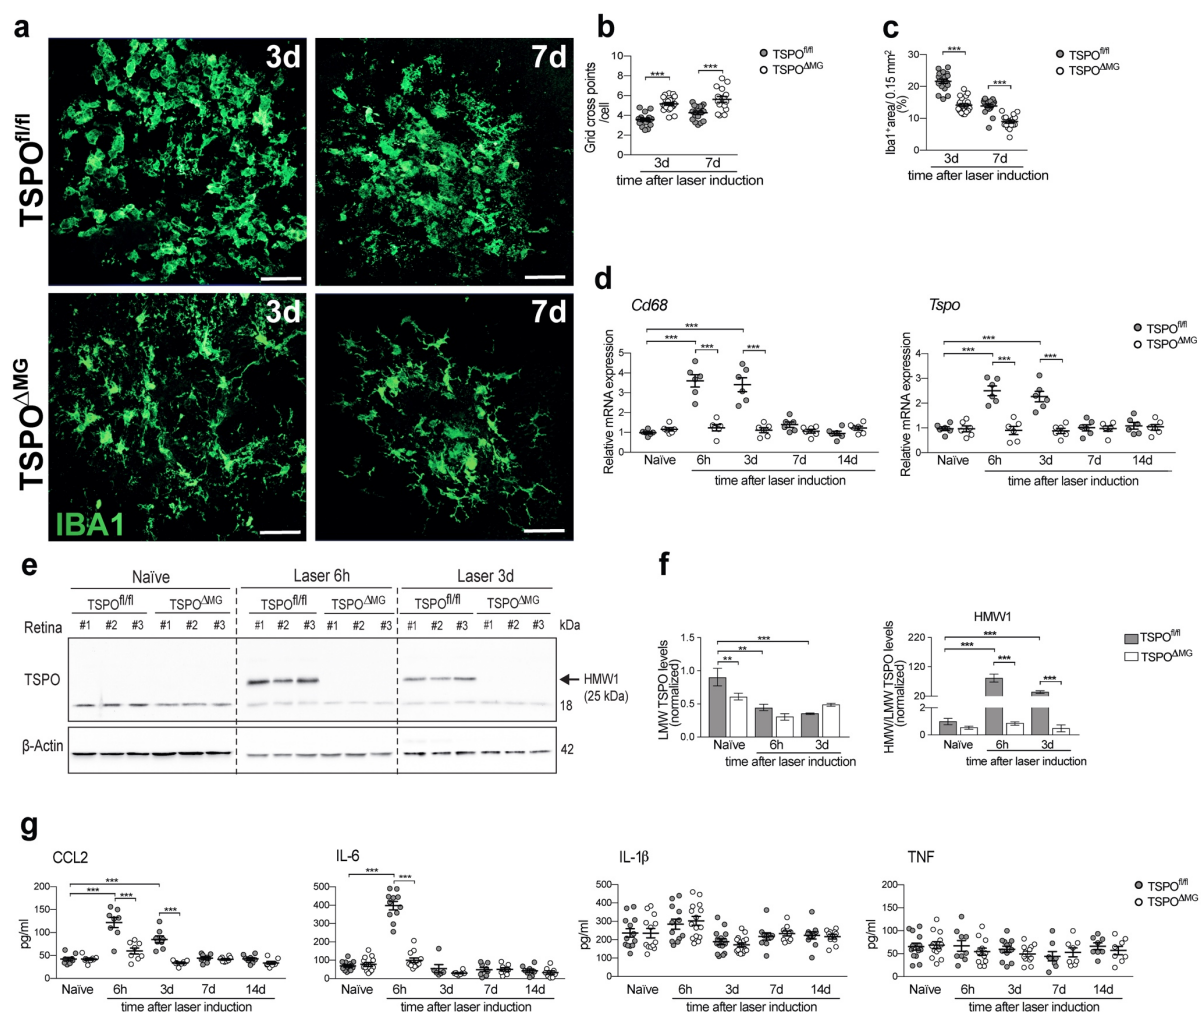 a
3d
7d
TSPOfl/fl
3d
7d
TSPOΔMG
IBA1
b
Grid cross points
/cell
10
8
6
4
2
0
***
***
3d
7d
time after laser induction
TSPOfl/fl
TSPOΔMG
c
Iba1+area/ 0.15 mm2
(%)
30
20
10
0
***
***
3d
7d
time after laser induction
TSPOfl/fl
TSPOΔMG
d
Cd68
Relative mRNA expression
5
4
3
2
1
0
***
***
***
***
Naïve
6h
3d
7d
14d
time after laser induction
Tspo
Relative mRNA expression
5
4
3
2
1
0
***
***
***
***
Naïve
6h
3d
7d
14d
time after laser induction
TSPOfl/fl
TSPOΔMG
e
Naïve
Laser 6h
Laser 3d
TSPOfl/fl
TSPOΔMG
TSPOfl/fl
TSPOΔMG
TSPOfl/fl
TSPOΔMG
Retina #1 #2 #3 #1 #2 #3 #1 #2 #3 #1 #2 #3 #1 #2 #3 #1 #2 #3 kDa
TSPO
HMW1
(25 kDa)
18
β-Actin
42
f
LMW TSPO levels
(normalized)
1.5
1.0
0.5
0.0
***
**
**
Naïve
6h
3d
time after laser induction
HMW1
HMW/LMW TSPO levels
(normalized)
220
120
20
2
0
***
***
***
***
Naïve
6h
3d
time after laser induction
TSPOfl/fl
TSPOΔMG
g
CCL2
pg/ml
200
150
100
50
0
***
***
***
***
Naïve
6h
3d
7d
14d
time after laser induction
IL-6
500
400
300
200
100
0
***
***
Naïve
6h
3d
7d
14d
time after laser induction
IL-1β
pg/ml
500
400
300
200
100
0
Naïve
6h
3d
7d
14d
time after laser induction
TNF
pg/ml
200
150
100
50
0
Naïve
6h
3d
7d
14d
time after laser induction
TSPOfl/fl
TSPOΔMG